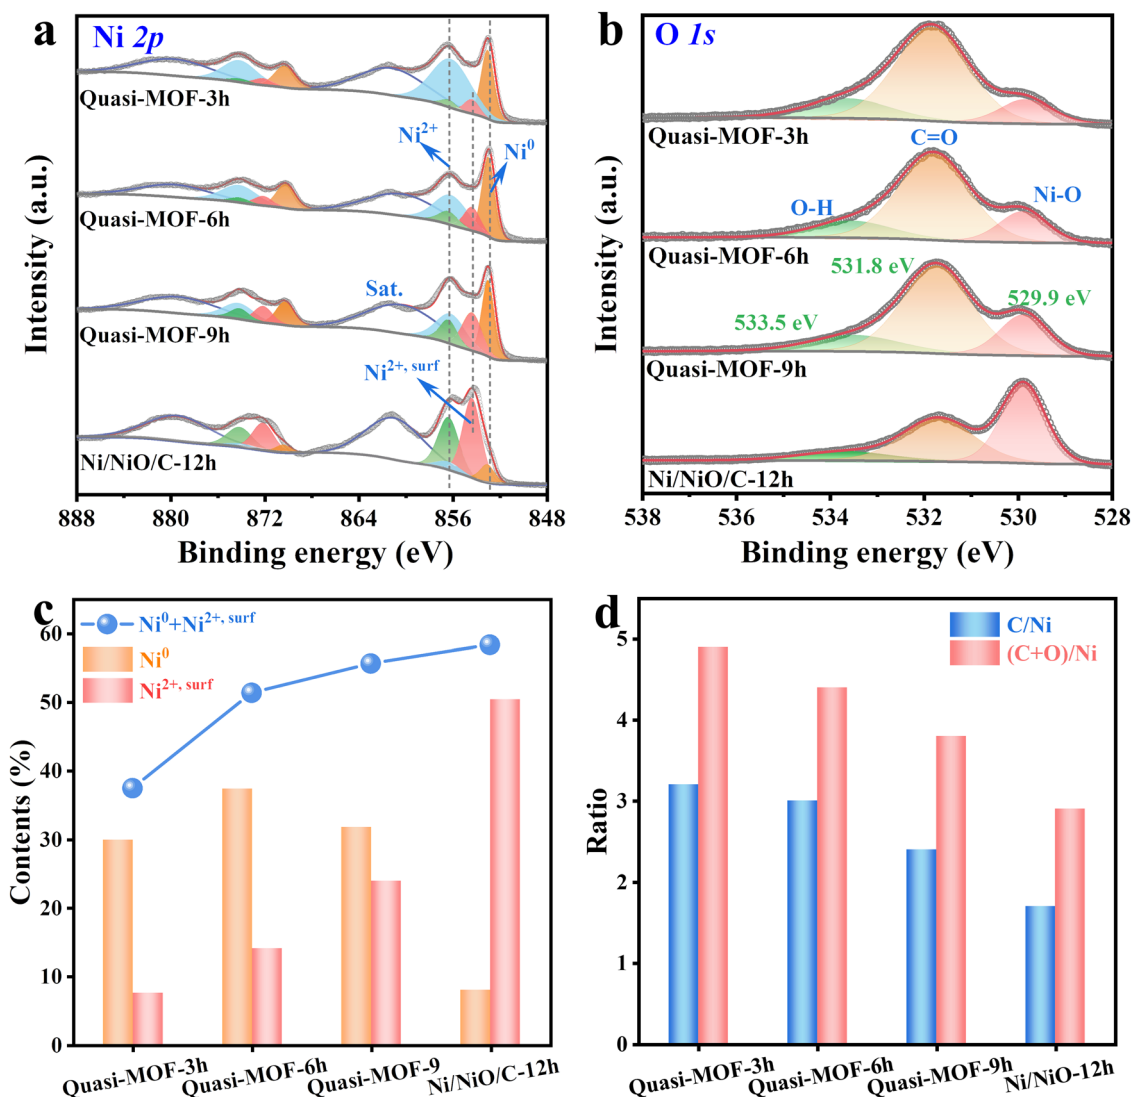 a
Ni 2p
Quasi-MOF-3h
Ni2+
Ni0
Quasi-MOF-6h
Sat.
Quasi-MOF-9h
Ni2+, surf
Ni/NiO/C-12h
888 880 872 864 856 848
Binding energy (eV)
Intensity (a.u.)
b
O 1s
Quasi-MOF-3h
C=O
O-H
Ni-O
Quasi-MOF-6h
531.8 eV
529.9 eV
533.5 eV
Quasi-MOF-9h
Ni/NiO/C-12h
538 536 534 532 530 528
Binding energy (eV)
Intensity (a.u.)
c
Ni0+Ni2+, surf
Ni0
Ni2+, surf
60
50
40
30
20
10
0
Contents (%)
Quasi-MOF-3h Quasi-MOF-6h Quasi-MOF-9 Ni/NiO/C-12h
d
C/Ni
(C+O)/Ni
5
4
3
2
1
0
Ratio
Quasi-MOF-3h Quasi-MOF-6h Quasi-MOF-9h Ni/NiO-12h